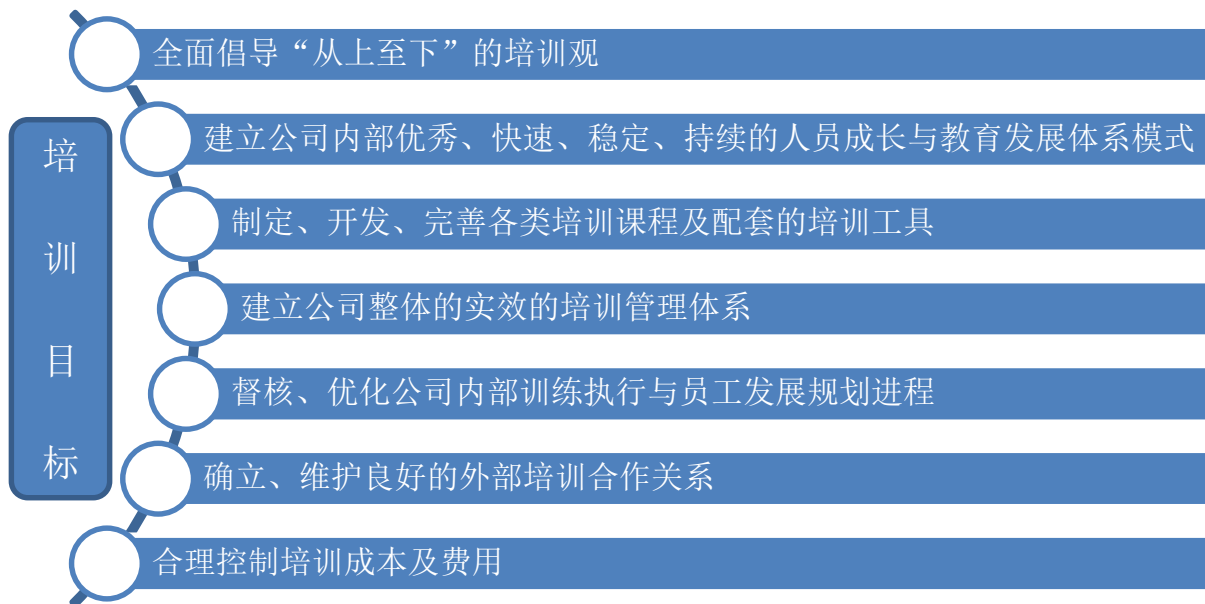 培训目标
全面倡导“从上至下”的培训观
建立公司内部优秀、快速、稳定、持续的人员成长与教育发展体系模式
制定、开发、完善各类培训课程及配套的培训工具
建立公司整体的实效的培训管理体系
督核、优化公司内部训练执行与员工发展规划进程
确立、维护良好的外部培训合作关系
合理控制培训成本及费用